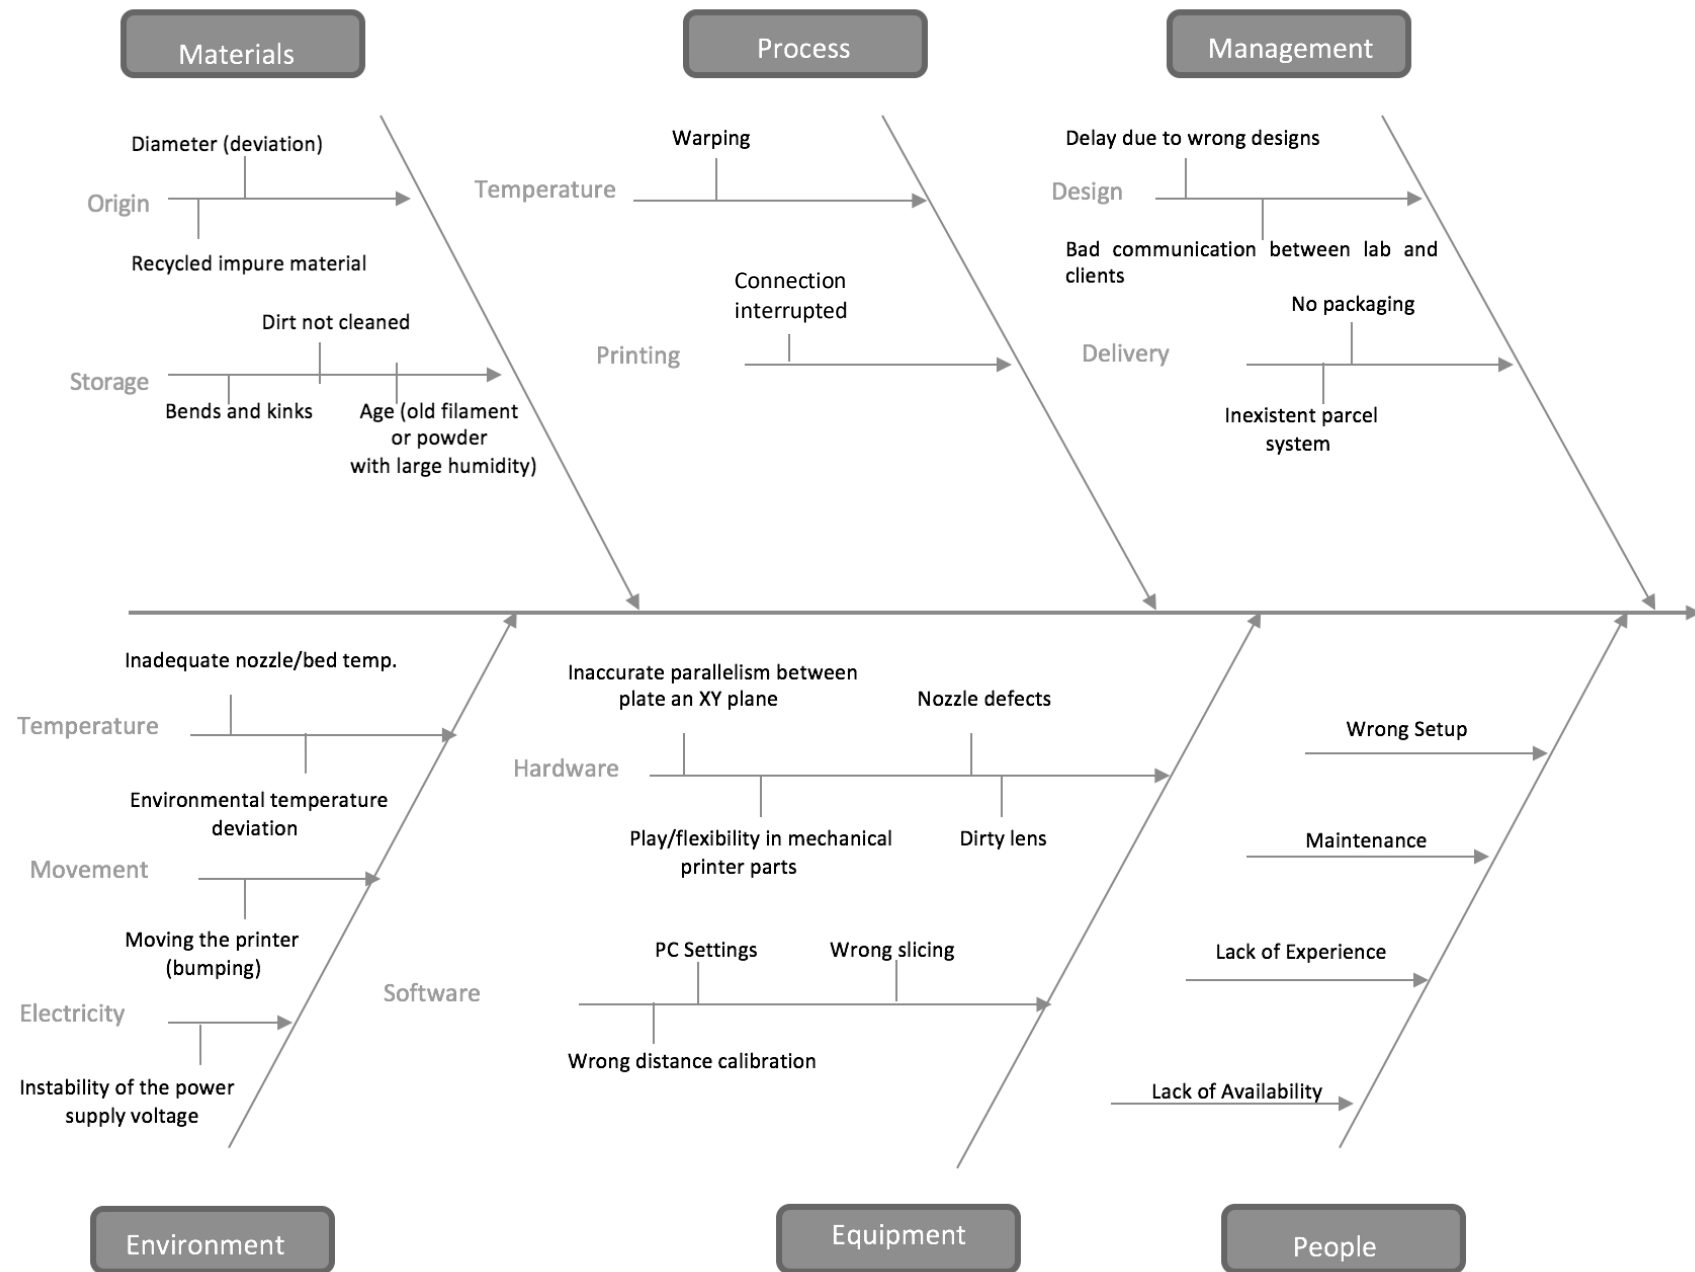 Materials
Process
Management
Diameter (deviation)
Origin
Recycled impure material
Dirt not cleaned
Storage
Bends and kinks
Age (old filament
or powder
with large humidity)
Warping
Temperature
Connection
interrupted
Printing
Delay due to wrong designs
Design
Bad communication between lab and
clients
No packaging
Delivery
Inexistent parcel
system
Inadequate nozzle/bed temp.
Temperature
Environmental temperature
deviation
Movement
Moving the printer
(bumping)
Electricity
Instability of the power
supply voltage
Inaccurate parallelism between
plate an XY plane
Nozzle defects
Hardware
Play/flexibility in mechanical
printer parts
Dirty lens
PC Settings
Wrong slicing
Software
Wrong distance calibration
Wrong Setup
Maintenance
Lack of Experience
Lack of Availability
Environment
Equipment
People